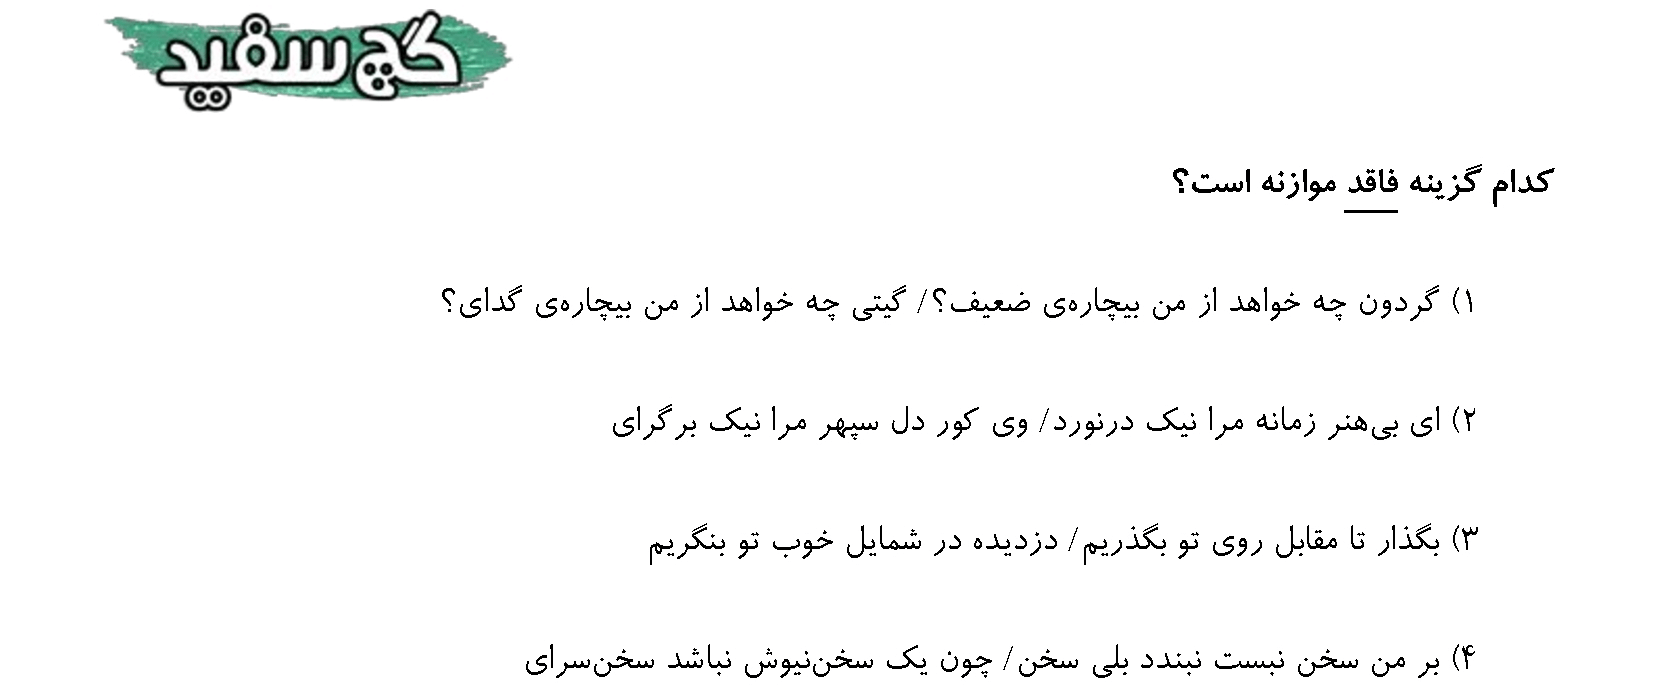 گچ سفید
کدام گزینه فاقد موازنه است؟
۱) گردون چه خواهد از من بیچاره‌ی ضعیف؟/ گیتی چه خواهد از من بیچاره‌ی گدای؟
۲) ای بی‌هنر زمانه مرا نیک درنورد/ وی کور دل سپهر مرا نیک برگرای
۳) بگذار تا مقابل روی تو بگذریم/ دزدیده در شمایل خوب تو بنگریم
۴) بر من سخن نبست نبندد بلی سخن/ چون یک سخن‌نیوش نباشد سخن‌سرای